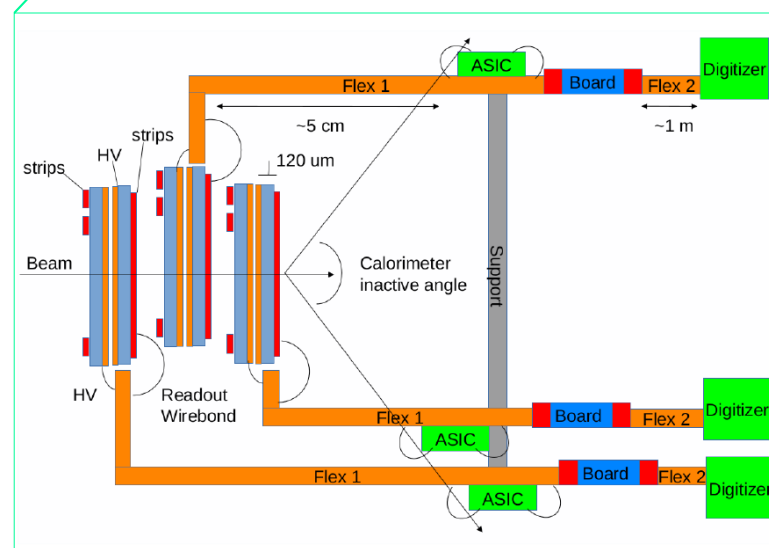 ASIC
Digitizer
Flex 1
Board
Flex 2
~5 cm
~1 m
strips
HV
strips
120 um
Beam
Calorimeter
inactive angle
Support
HV
Readout
Wirebond
Flex 1
Board
Flex 2
Digitizer
ASIC
Flex 1
Board
Flex 2
Digitizer
ASIC